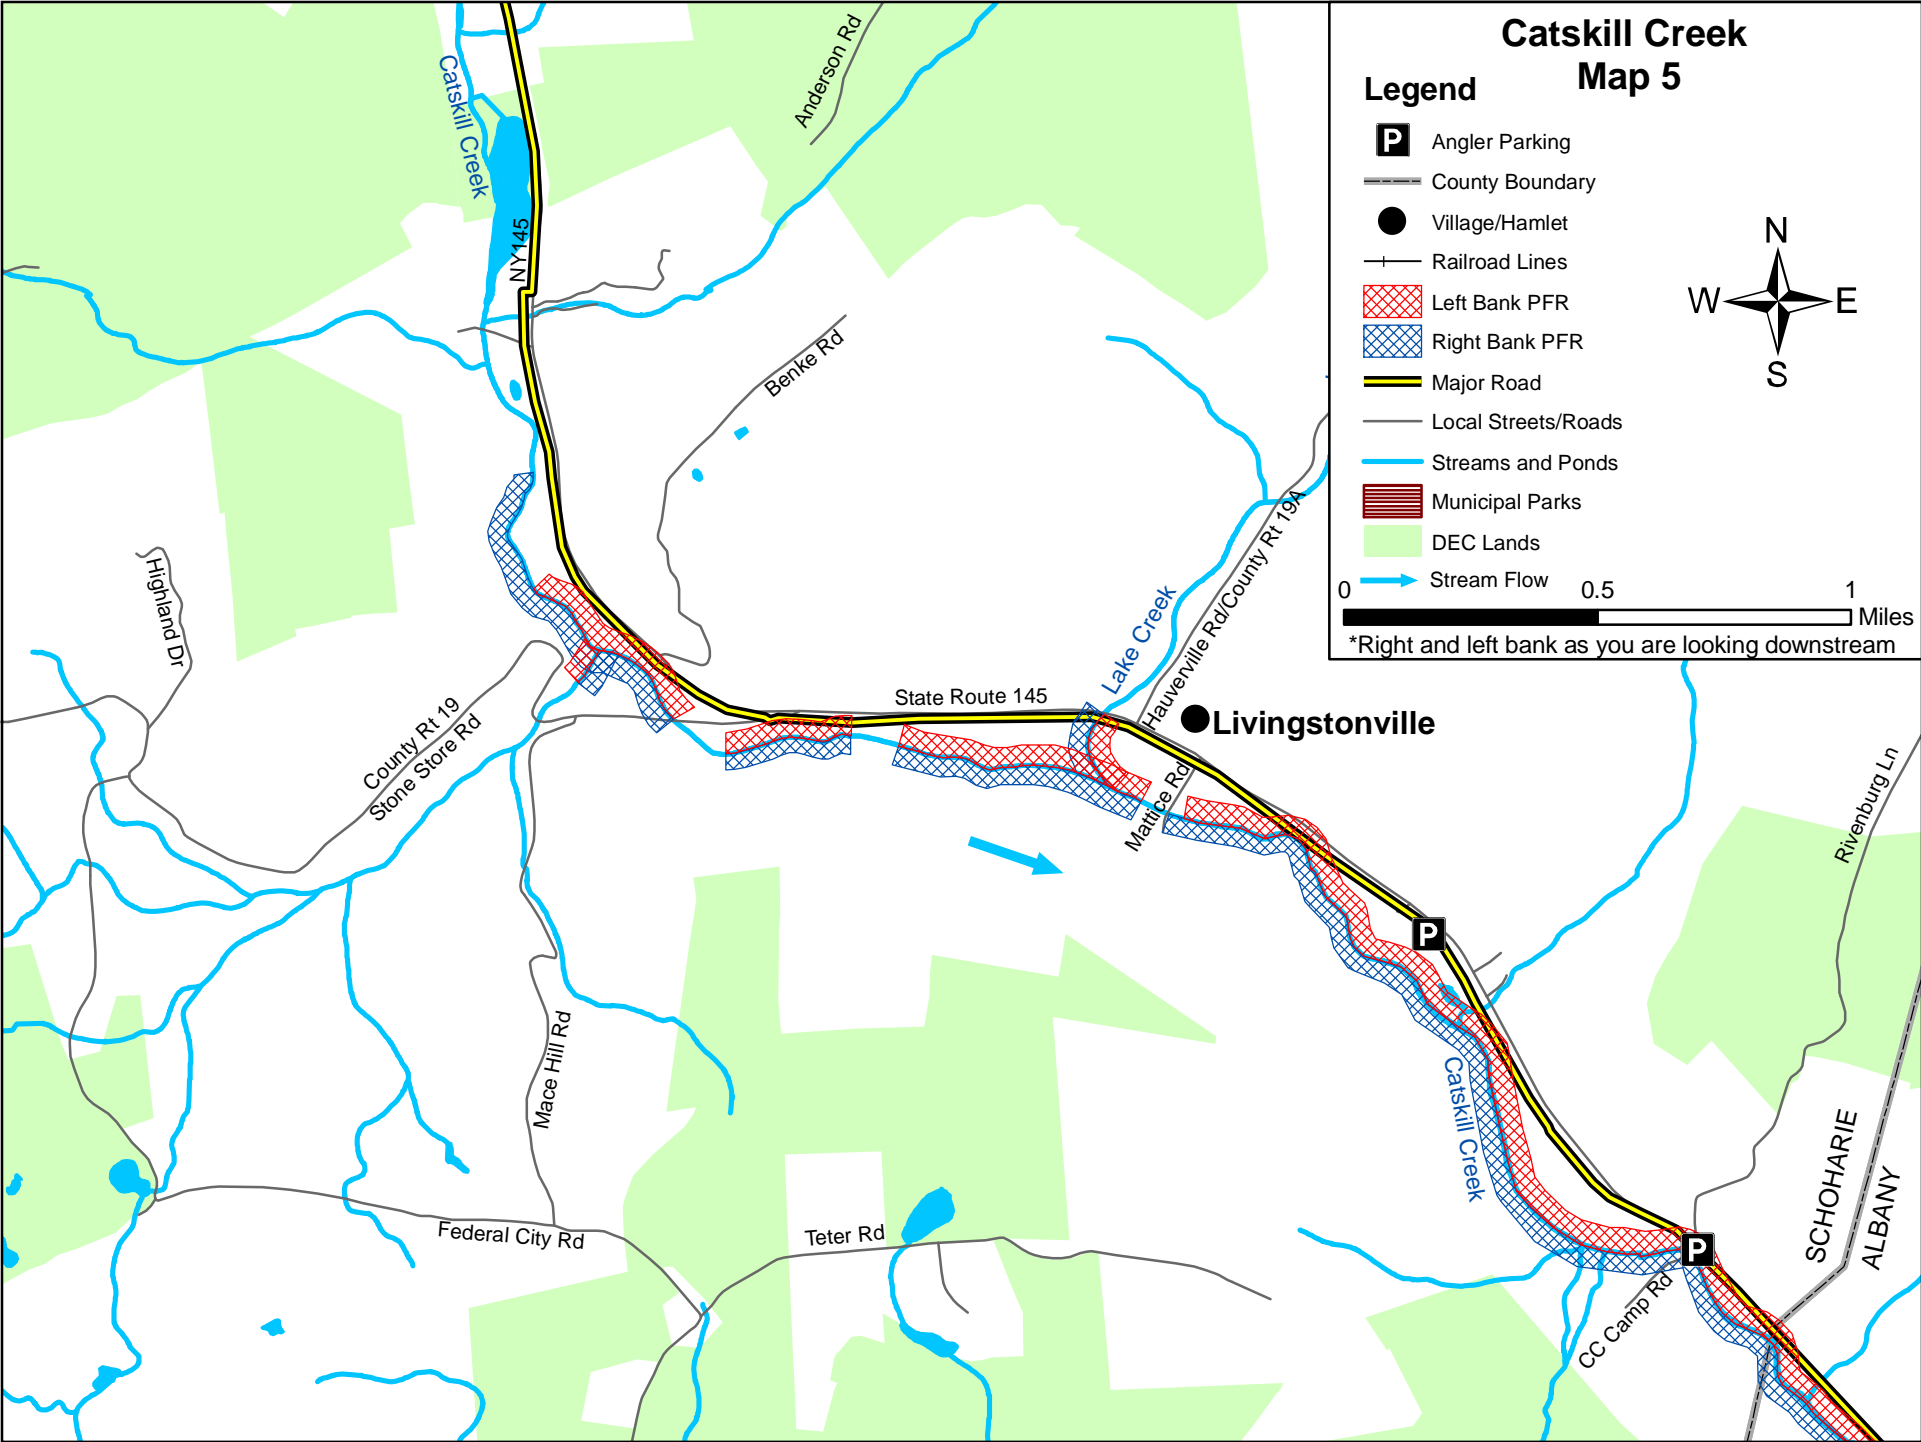 Catskill Creek
Map 5
Legend
P Angler Parking
County Boundary
Village/Hamlet
Railroad Lines
Left Bank PFR
Right Bank PFR
Major Road
Local Streets/Roads
Streams and Ponds
Municipal Parks
DEC Lands
Stream Flow
N
W E
S
0 0.5 1
Miles
*Right and left bank as you are looking downstream
Catskill Creek
NY145
Anderson Rd
Benke Rd
Highland Dr
County Rt 19
Stone Store Rd
State Route 145
Lake Creek
Hauverville Rd/County Rt 19A
Livingstonville
Mattice Rd
Rivenburg Ln
P
Mace Hill Rd
Catskill Creek
Federal City Rd
Teter Rd
P
CC Camp Rd
SCHOHARIE
ALBANY